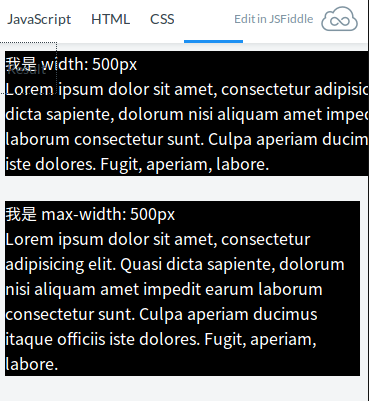 JavaScript HTML CSS Edit in JSFiddle
Result
我是 width: 500px
Lorem ipsum dolor sit amet, consectetur adipisic
dicta sapiente, dolorum nisi aliquam amet impe
laborum consectetur sunt. Culpa aperiam ducim
iste dolores. Fugit, aperiam, labore.
我是 max-width: 500px
Lorem ipsum dolor sit amet, consectetur
adipisicing elit. Quasi dicta sapiente, dolorum
nisi aliquam amet impedit earum laborum
consectetur sunt. Culpa aperiam ducimus
itaque officiis iste dolores. Fugit, aperiam,
labore.